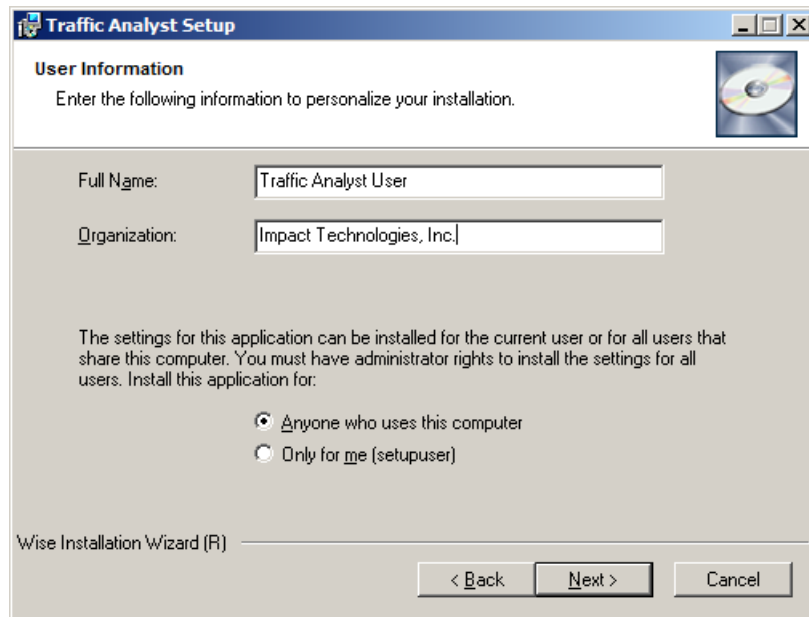 Traffic Analyst Setup
User Information
Enter the following information to personalize your installation.
Full Name:
Traffic Analyst User
Organization:
Impact Technologies, Inc.
The settings for this application can be installed for the current user or for all users that
share this computer. You must have administrator rights to install the settings for all
users. Install this application for:
Anyone who uses this computer
Only for me (setupuser)
Wise Installation Wizard (R)
< Back
Next >
Cancel